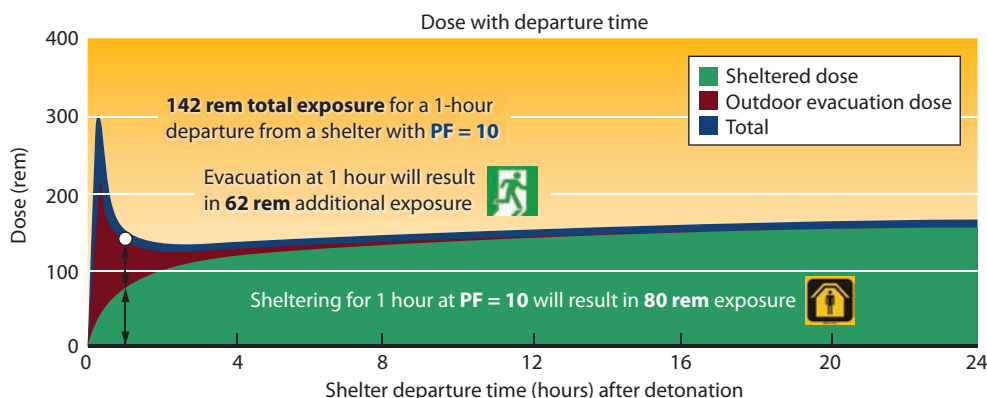 Dose with departure time
400
300
200
100
0
Dose (rem)
142 rem total exposure for a 1-hour
departure from a shelter with PF = 10
Evacuation at 1 hour will result
in 62 rem additional exposure
Sheltered dose
Outdoor evacuation dose
Total
Sheltering for 1 hour at PF = 10 will result in 80 rem exposure
0 4 8 12 16 20 24
Shelter departure time (hours) after detonation